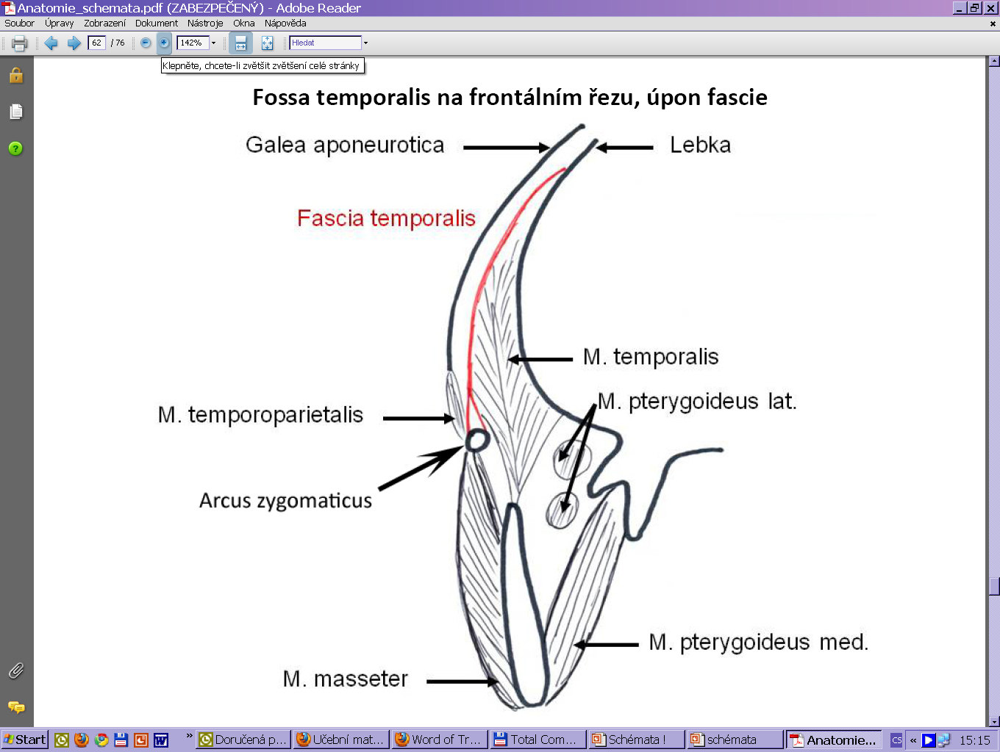 Anatomie_schemata.pdf (ZABEZPEČENÝ) - Adobe Reader
Soubor Úpravy Zobrazení Dokument Nástroje Okna Nápověda
62 / 76 142% Hledat
Klepněte, chcete-li zvětšit zvětšení celé stránky
Fossa temporalis na frontálním řezu, úpon fascie
Galea aponeurotica Lebka
Fascia temporalis
M. temporalis
M. pterygoideus lat.
M. temporoparietalis
Arcus zygomaticus
M. pterygoideus med.
M. masseter
Start » Doručená p... Učební mat... Word of Tr... Total Com... Schémata ! schémata Anatomie... CS « 15:15